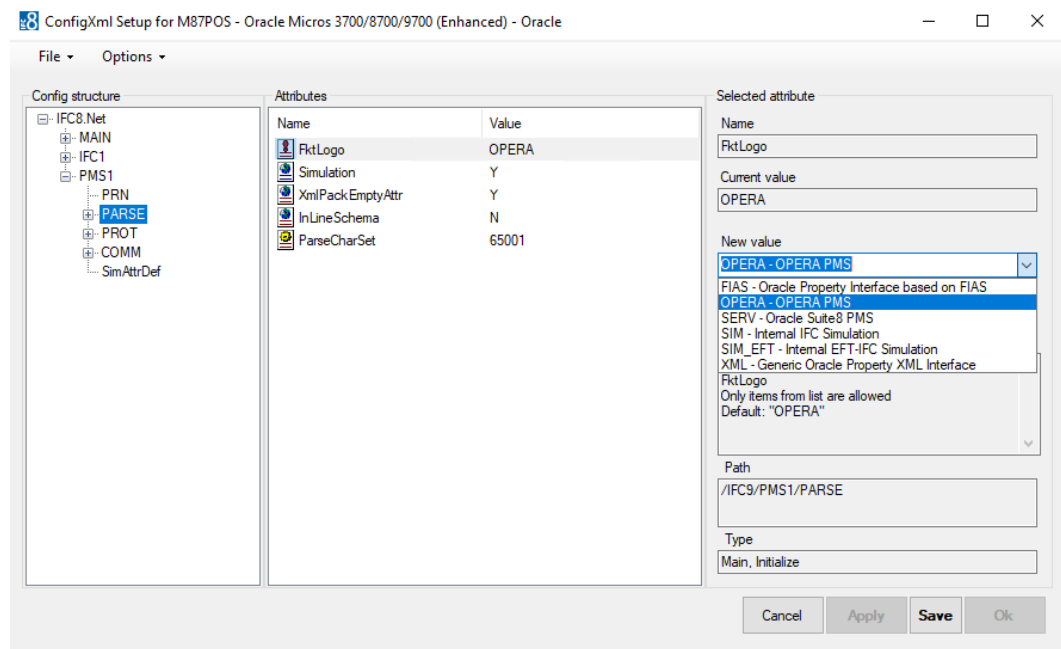 ConfigXml Setup for M87POS - Oracle Micros 3700/8700/9700 (Enhanced) - Oracle
File Options
Config structure
IFC8.Net
MAIN
IFC1
PMS1
PRN
PARSE
PROT
COMM
SimAttrDef
Attributes
Name Value
FktLogo OPERA
Simulation Y
XmlPackEmptyAttr Y
InLineSchema N
ParseCharSet 65001
Selected attribute
Name
FktLogo
Current value
OPERA
New value
OPERA - OPERA PMS
FIAS - Oracle Property Interface based on FIAS
OPERA - OPERA PMS
SERV - Oracle Suite8 PMS
SIM - Internal IFC Simulation
SIM_EFT - Internal EFT-IFC Simulation
XML - Generic Oracle Property XML Interface
FktLogo
Only items from list are allowed
Default: "OPERA"
Path
/IFC9/PMS1/PARSE
Type
Main, Initialize
Cancel Apply Save Ok